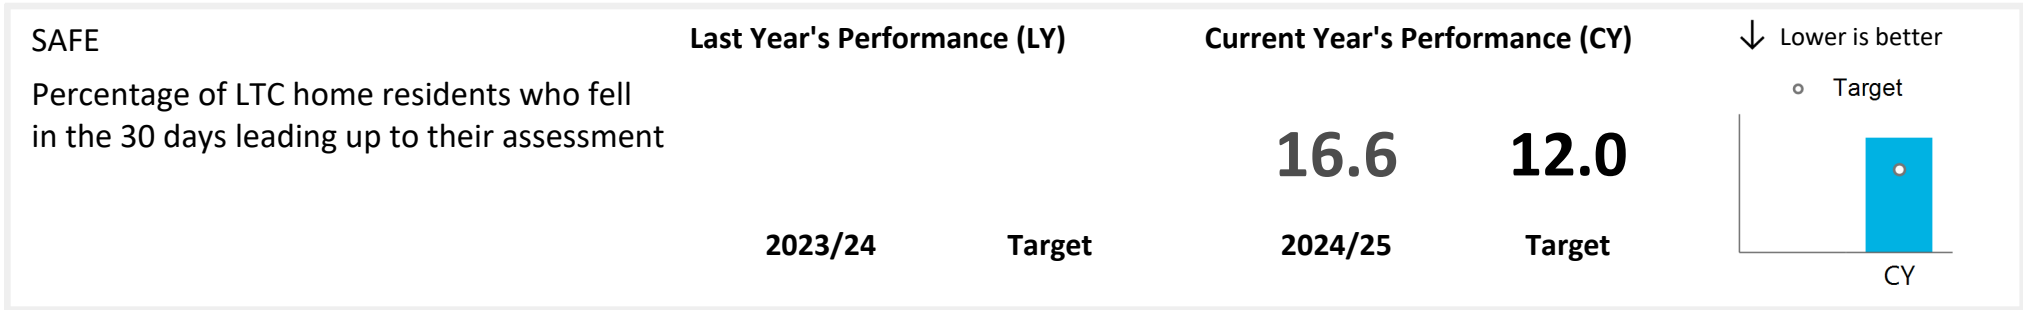 SAFE
Percentage of LTC home residents who fell
in the 30 days leading up to their assessment
Last Year's Performance (LY)
2023/24 Target
Current Year's Performance (CY)
16.6 12.0
2024/25 Target
↓ Lower is better
Target
CY